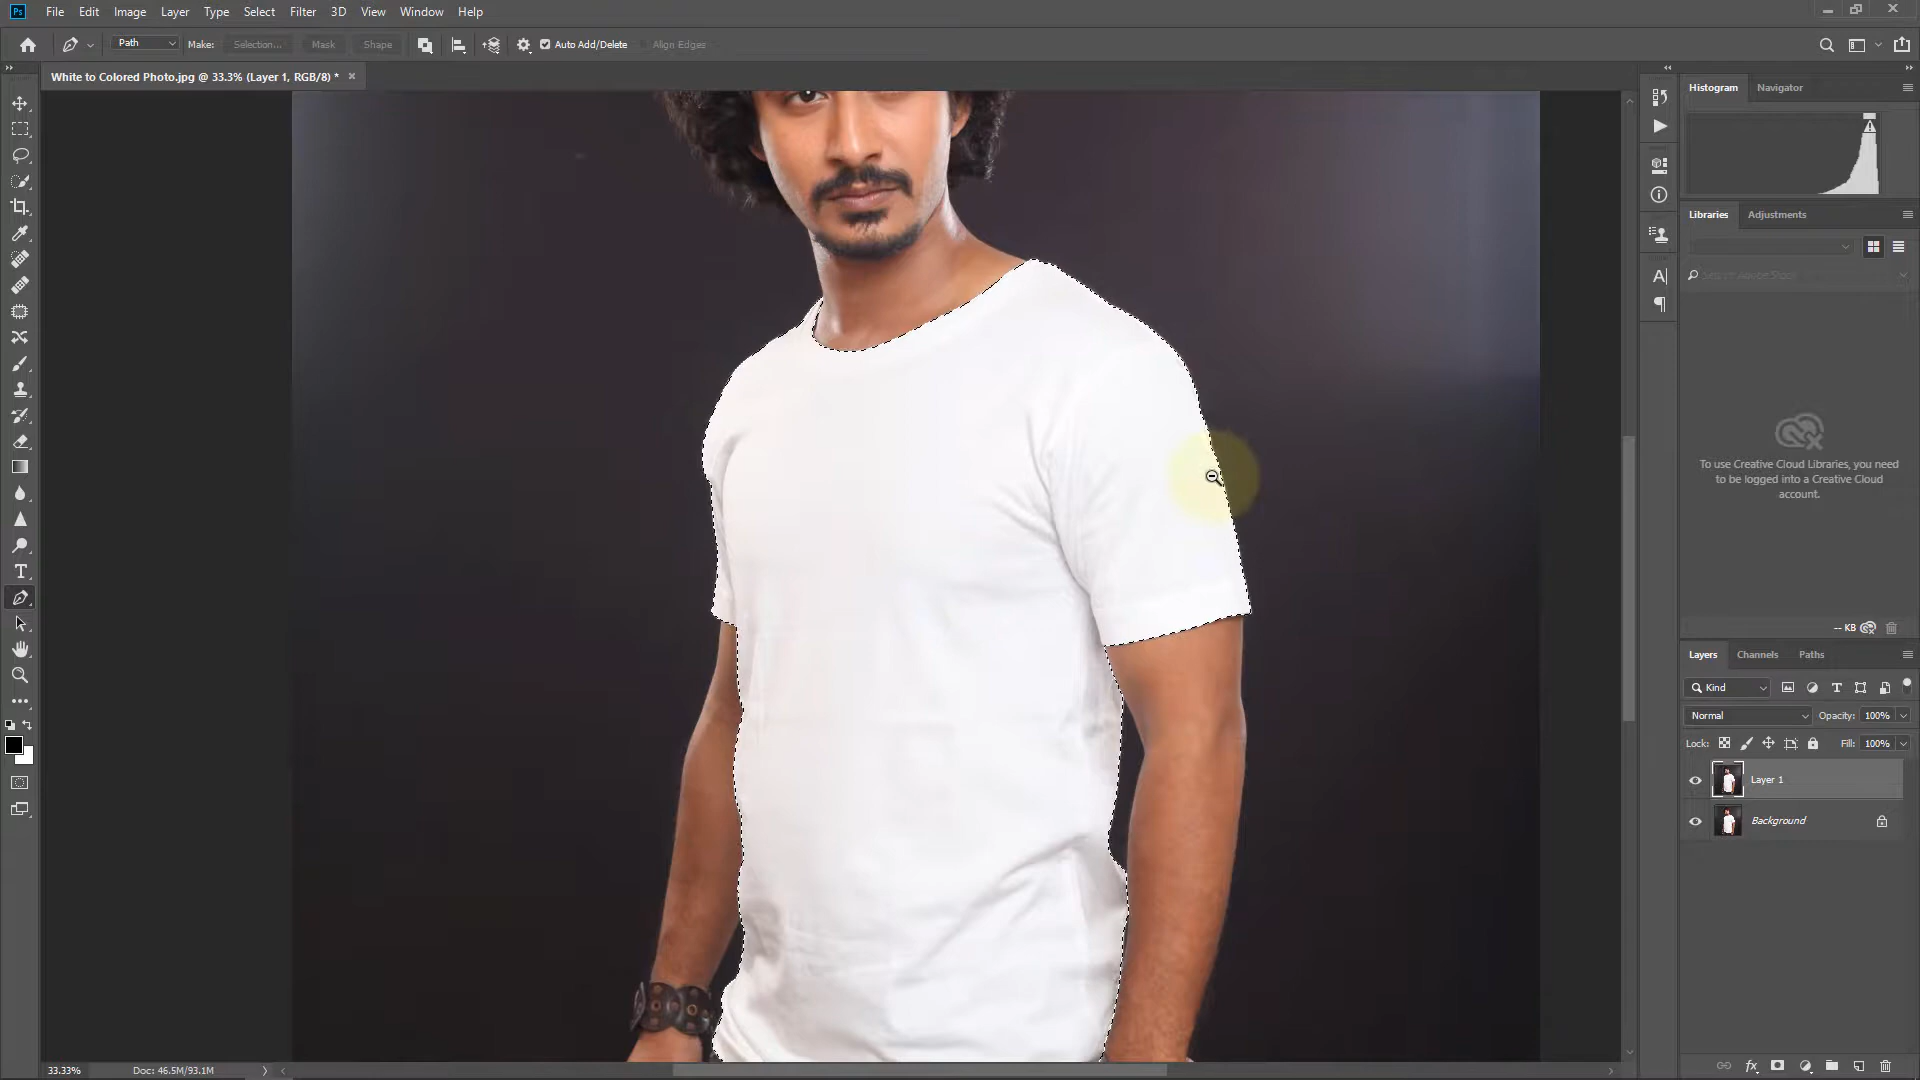 Ps File Edit Image Layer Type Select Filter 3D View Window Help
Path Make: Selection... Mask Shape Auto Add/Delete Align Edges
White to Colored Photo.jpg @ 33.3% (Layer 1, RGB/8) * ×
Histogram Navigator
Libraries Adjustments
Search Adobe Stock
To use Creative Cloud Libraries, you need
to be logged into a Creative Cloud
account.
-- KB
Layers Channels Paths
Kind
Normal Opacity: 100%
Lock: Fill: 100%
Layer 1
Background
33.33% Doc: 46.5M/93.1M